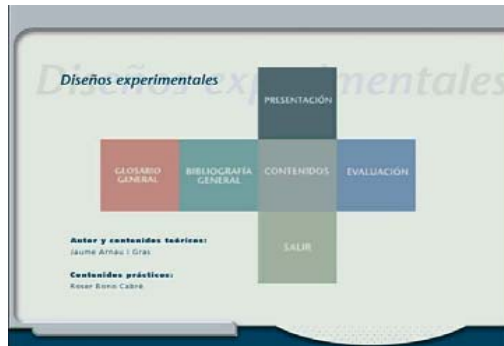 Diseños experimentales
Diseños experimentales
PRESENTACIÓN
GLOSARIO
GENERAL
BIBLIOGRAFÍA
GENERAL
CONTENIDOS
EVALUACIÓN
SALIR
Autor y contenidos teóricos:
Jaume Arnau i Gras
Contenidos prácticos:
Roser Bono Cabré